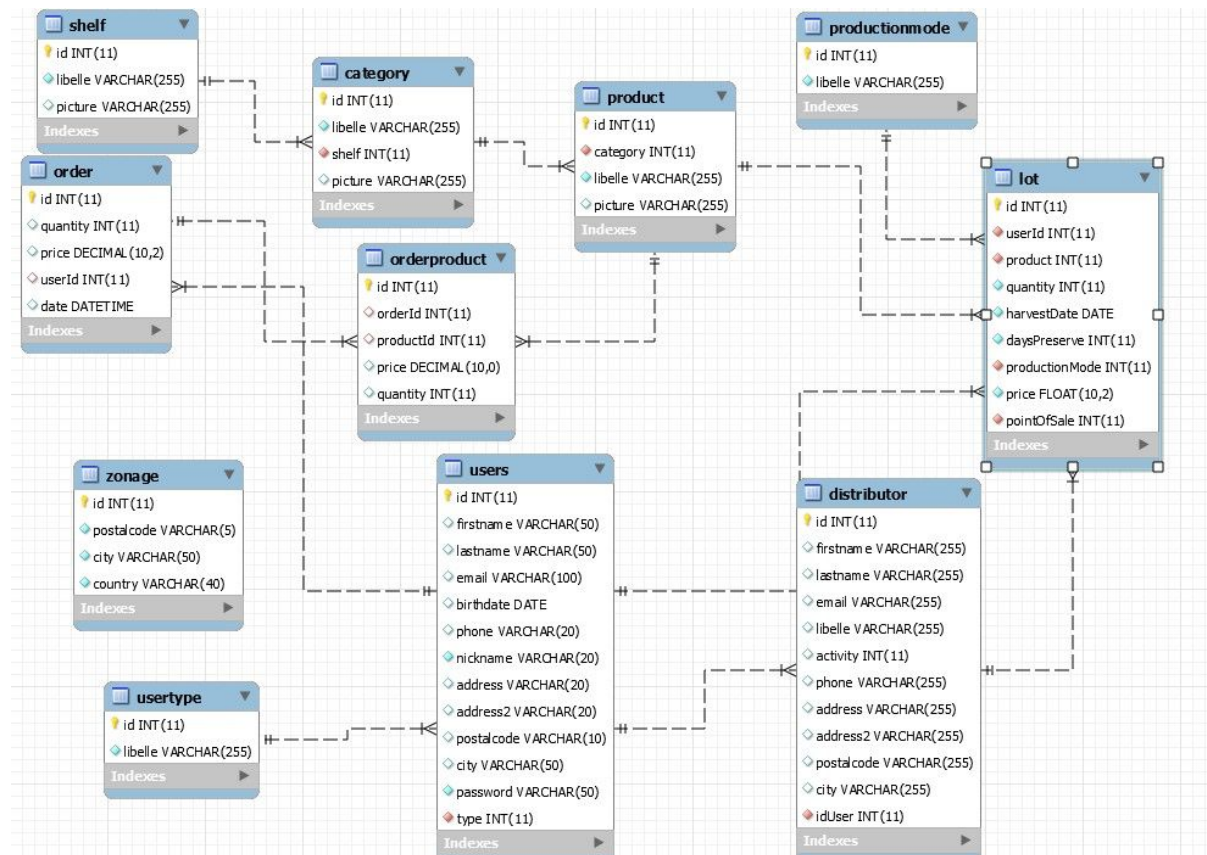 shelf
id INT(11)
libelle VARCHAR(255)
picture VARCHAR(255)
Indexes
category
id INT(11)
libelle VARCHAR(255)
shelf INT(11)
picture VARCHAR(255)
Indexes
product
id INT(11)
category INT(11)
libelle VARCHAR(255)
picture VARCHAR(255)
Indexes
productionmode
id INT(11)
libelle VARCHAR(255)
Indexes
order
id INT(11)
quantity INT(11)
price DECIMAL(10,2)
userId INT(11)
date DATETIME
Indexes
orderproduct
id INT(11)
orderId INT(11)
productId INT(11)
price DECIMAL(10,0)
quantity INT(11)
Indexes
lot
id INT(11)
userId INT(11)
product INT(11)
quantity INT(11)
harvestDate DATE
daysPreserve INT(11)
productionMode INT(11)
price FLOAT(10,2)
pointOfSale INT(11)
Indexes
zonage
id INT(11)
postalcode VARCHAR(5)
city VARCHAR(50)
country VARCHAR(40)
Indexes
users
id INT(11)
firstname VARCHAR(50)
lastname VARCHAR(50)
email VARCHAR(100)
birthdate DATE
phone VARCHAR(20)
nickname VARCHAR(20)
address VARCHAR(20)
address2 VARCHAR(20)
postalcode VARCHAR(10)
city VARCHAR(50)
password VARCHAR(50)
type INT(11)
Indexes
distributor
id INT(11)
firstname VARCHAR(255)
lastname VARCHAR(255)
email VARCHAR(255)
libelle VARCHAR(255)
activity INT(11)
phone VARCHAR(255)
address VARCHAR(255)
address2 VARCHAR(255)
postalcode VARCHAR(255)
city VARCHAR(255)
idUser INT(11)
Indexes
usertype
id INT(11)
libelle VARCHAR(255)
Indexes